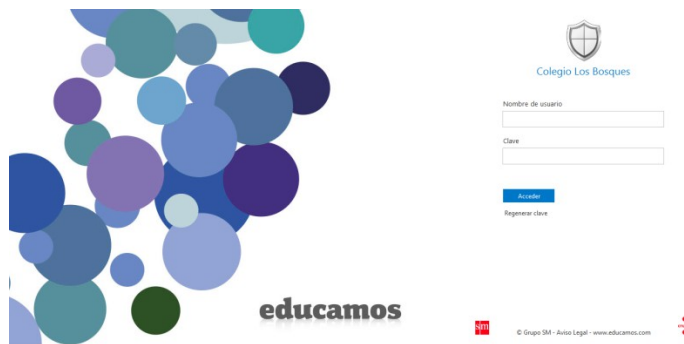 Colegio Los Bosques
Nombre de usuario
Clave
Acceder
Regenerar clave
educamos
sm
© Grupo SM - Aviso Legal - www.educamos.com